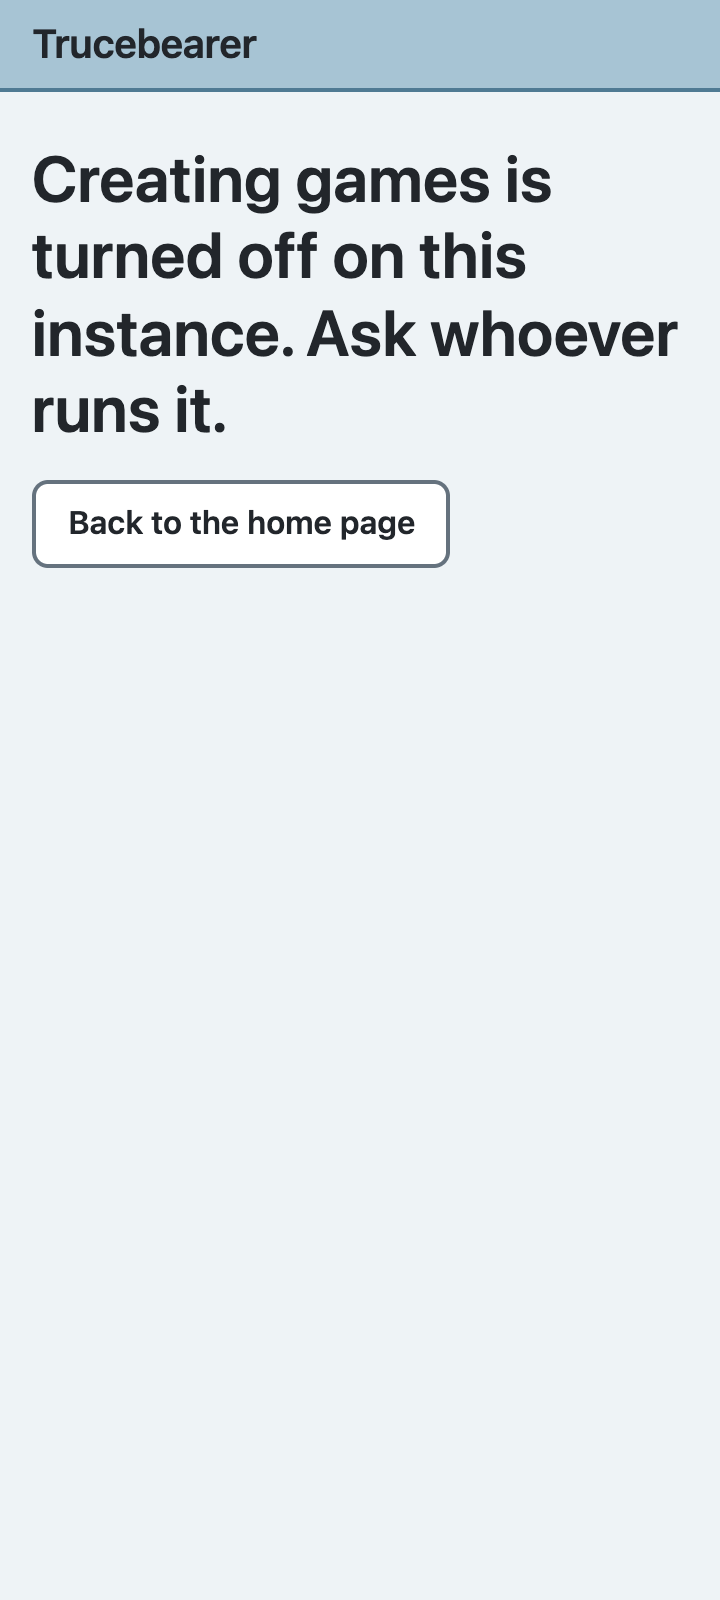 Trucebearer
Creating games is
turned off on this
instance. Ask whoever
runs it.
Back to the home page